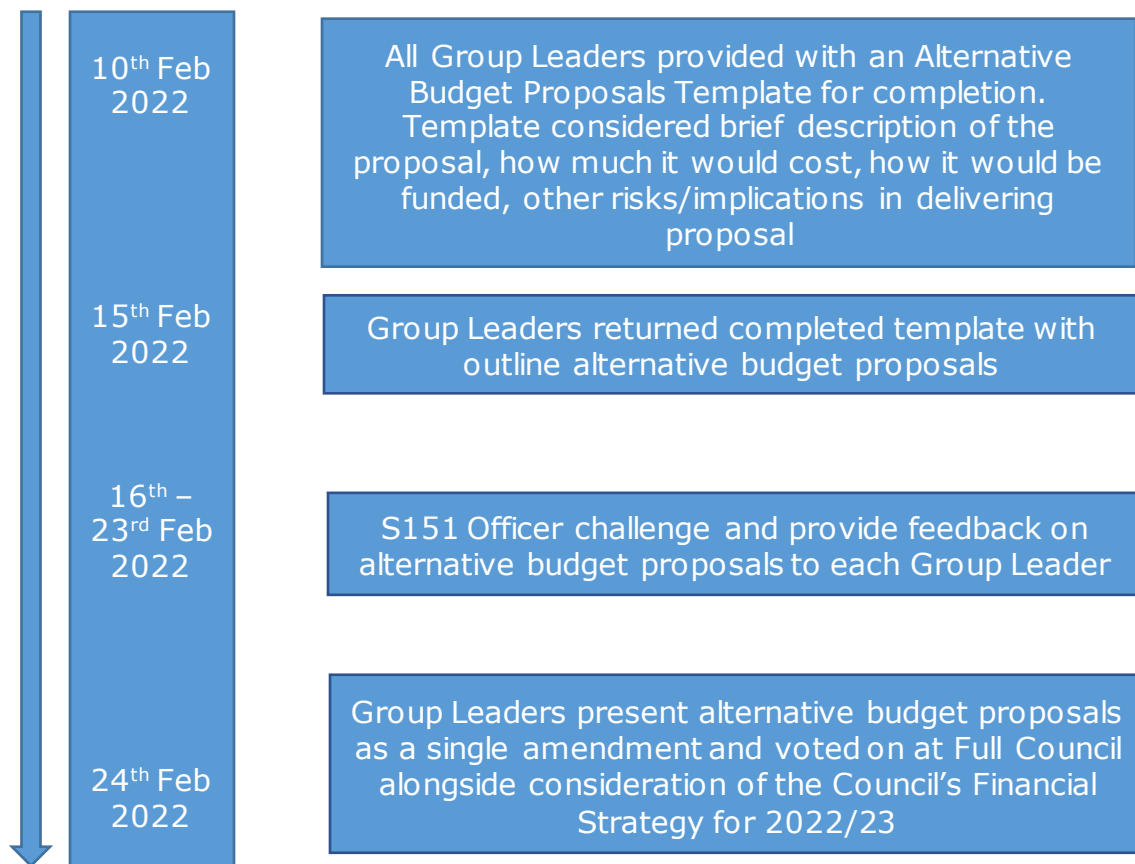 10th Feb
2022
All Group Leaders provided with an Alternative
Budget Proposals Template for completion.
Template considered brief description of the
proposal, how much it would cost, how it would be
funded, other risks/implications in delivering
proposal
15th Feb
2022
Group Leaders returned completed template with
outline alternative budget proposals
16th –
23rd Feb
2022
S151 Officer challenge and provide feedback on
alternative budget proposals to each Group Leader
24th Feb
2022
Group Leaders present alternative budget proposals
as a single amendment and voted on at Full Council
alongside consideration of the Council’s Financial
Strategy for 2022/23